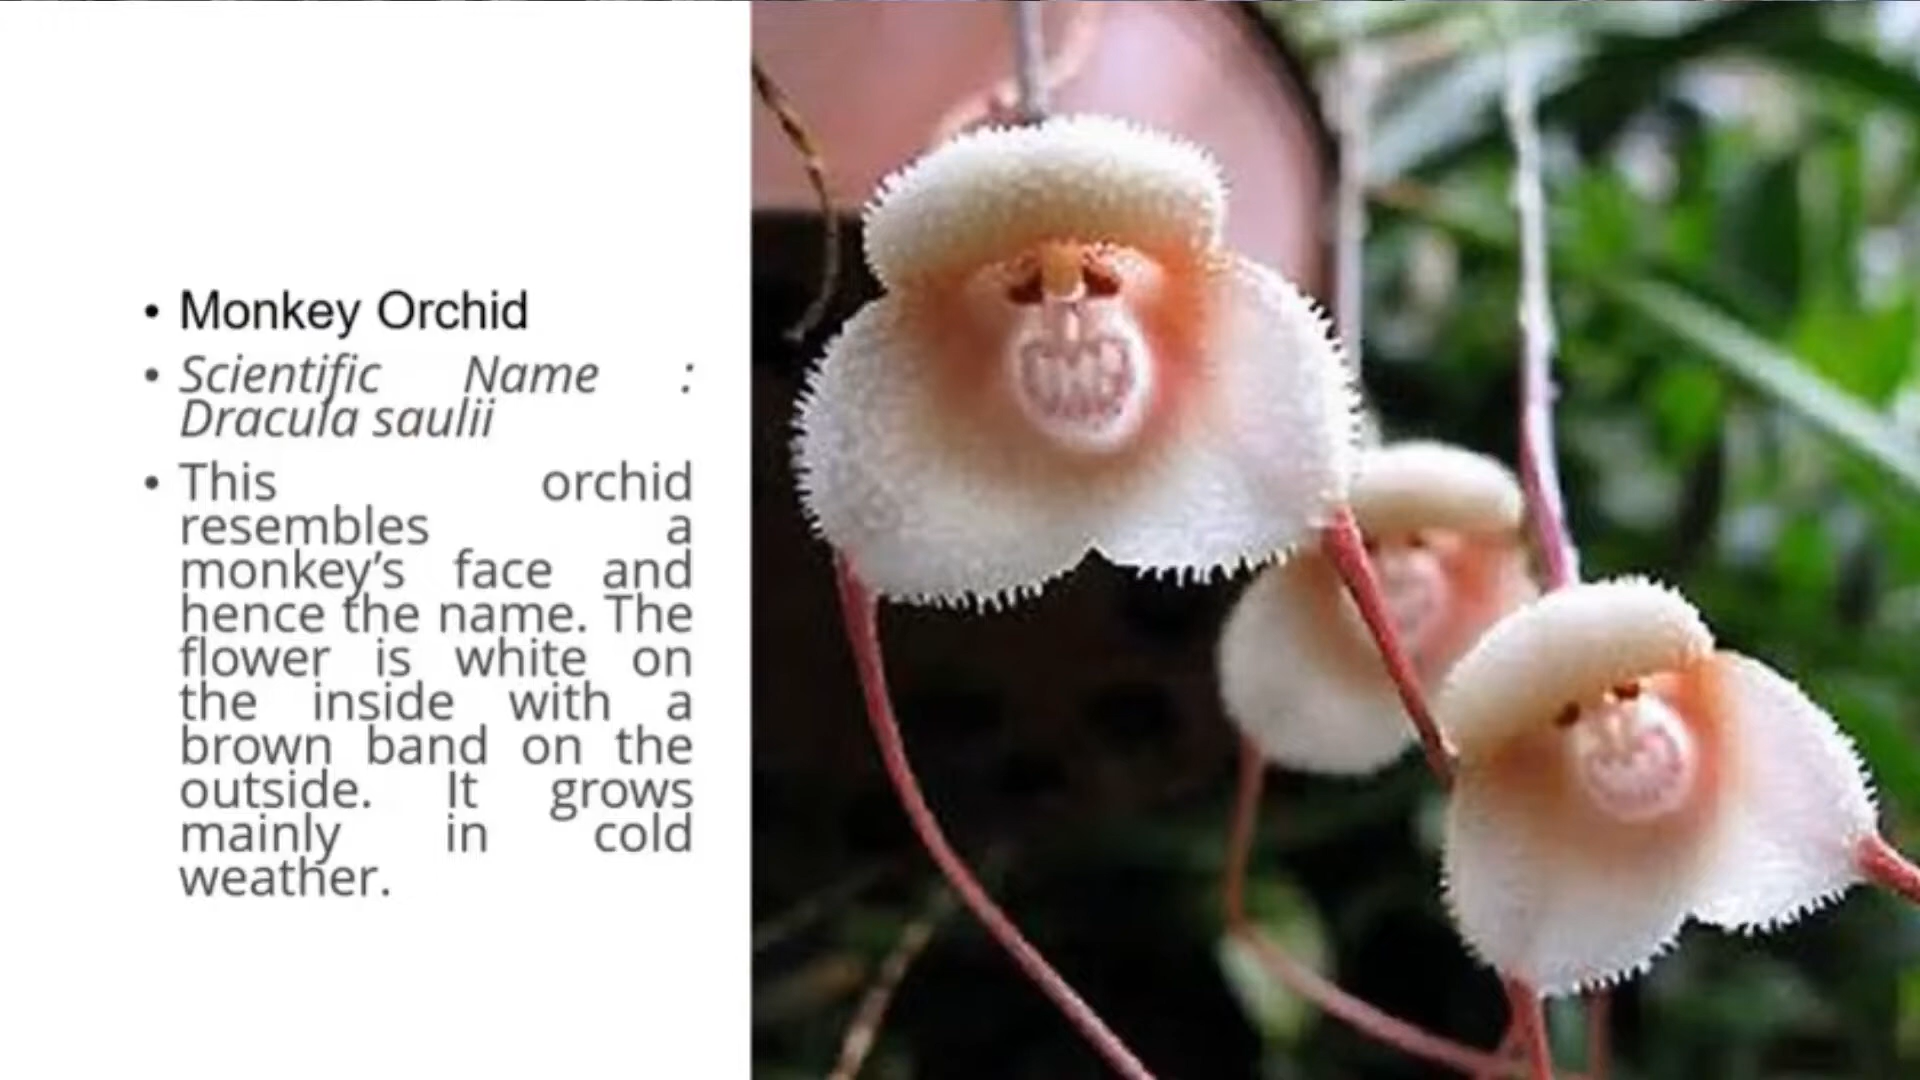 • Monkey Orchid
• Scientific Name :
Dracula saulii
• This orchid
resembles a
monkey’s face and
hence the name. The
flower is white on
the inside with a
brown band on the
outside. It grows
mainly in cold
weather.